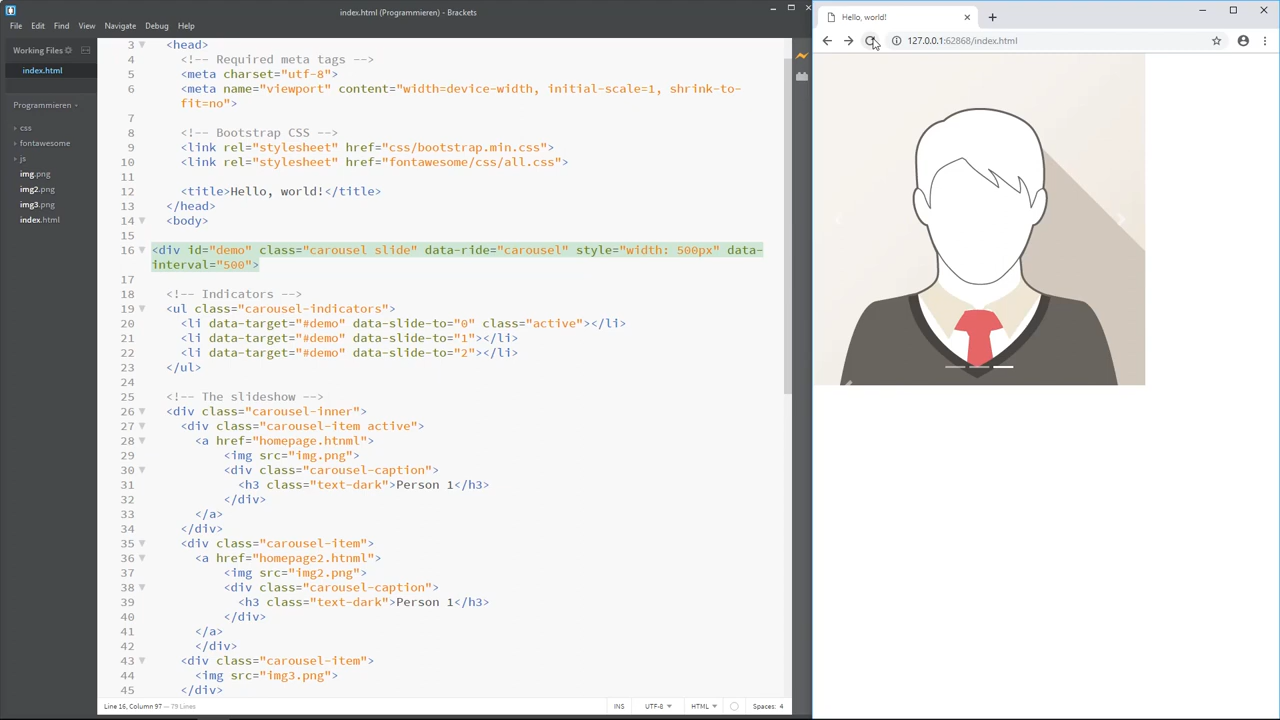 index.html (Programmieren) - Brackets
File Edit Find View Navigate Debug Help
Working Files
index.html
Programmieren
css
fontawesome
js
img.png
img2.png
img3.png
index.html
3 <head>
4 <!-- Required meta tags -->
5 <meta charset="utf-8">
6 <meta name="viewport" content="width=device-width, initial-scale=1, shrink-to-
fit=no">
7
8 <!-- Bootstrap CSS -->
9 <link rel="stylesheet" href="css/bootstrap.min.css">
10 <link rel="stylesheet" href="fontawesome/css/all.css">
11
12 <title>Hello, world!</title>
13 </head>
14 <body>
15
16 <div id="demo" class="carousel slide" data-ride="carousel" style="width: 500px" data-
interval="500">
17
18 <!-- Indicators -->
19 <ul class="carousel-indicators">
20 <li data-target="#demo" data-slide-to="0" class="active"></li>
21 <li data-target="#demo" data-slide-to="1"></li>
22 <li data-target="#demo" data-slide-to="2"></li>
23 </ul>
24
25 <!-- The slideshow -->
26 <div class="carousel-inner">
27 <div class="carousel-item active">
28 <a href="homepage.htnml">
29 <img src="img.png">
30 <div class="carousel-caption">
31 <h3 class="text-dark">Person 1</h3>
32 </div>
33 </a>
34 </div>
35 <div class="carousel-item">
36 <a href="homepage2.htnml">
37 <img src="img2.png">
38 <div class="carousel-caption">
39 <h3 class="text-dark">Person 1</h3>
40 </div>
41 </a>
42 </div>
43 <div class="carousel-item">
44 <img src="img3.png">
45 </div>
Line 16, Column 97 — 79 Lines
INS UTF-8 HTML Spaces: 4
Hello, world!
127.0.0.1:62868/index.html